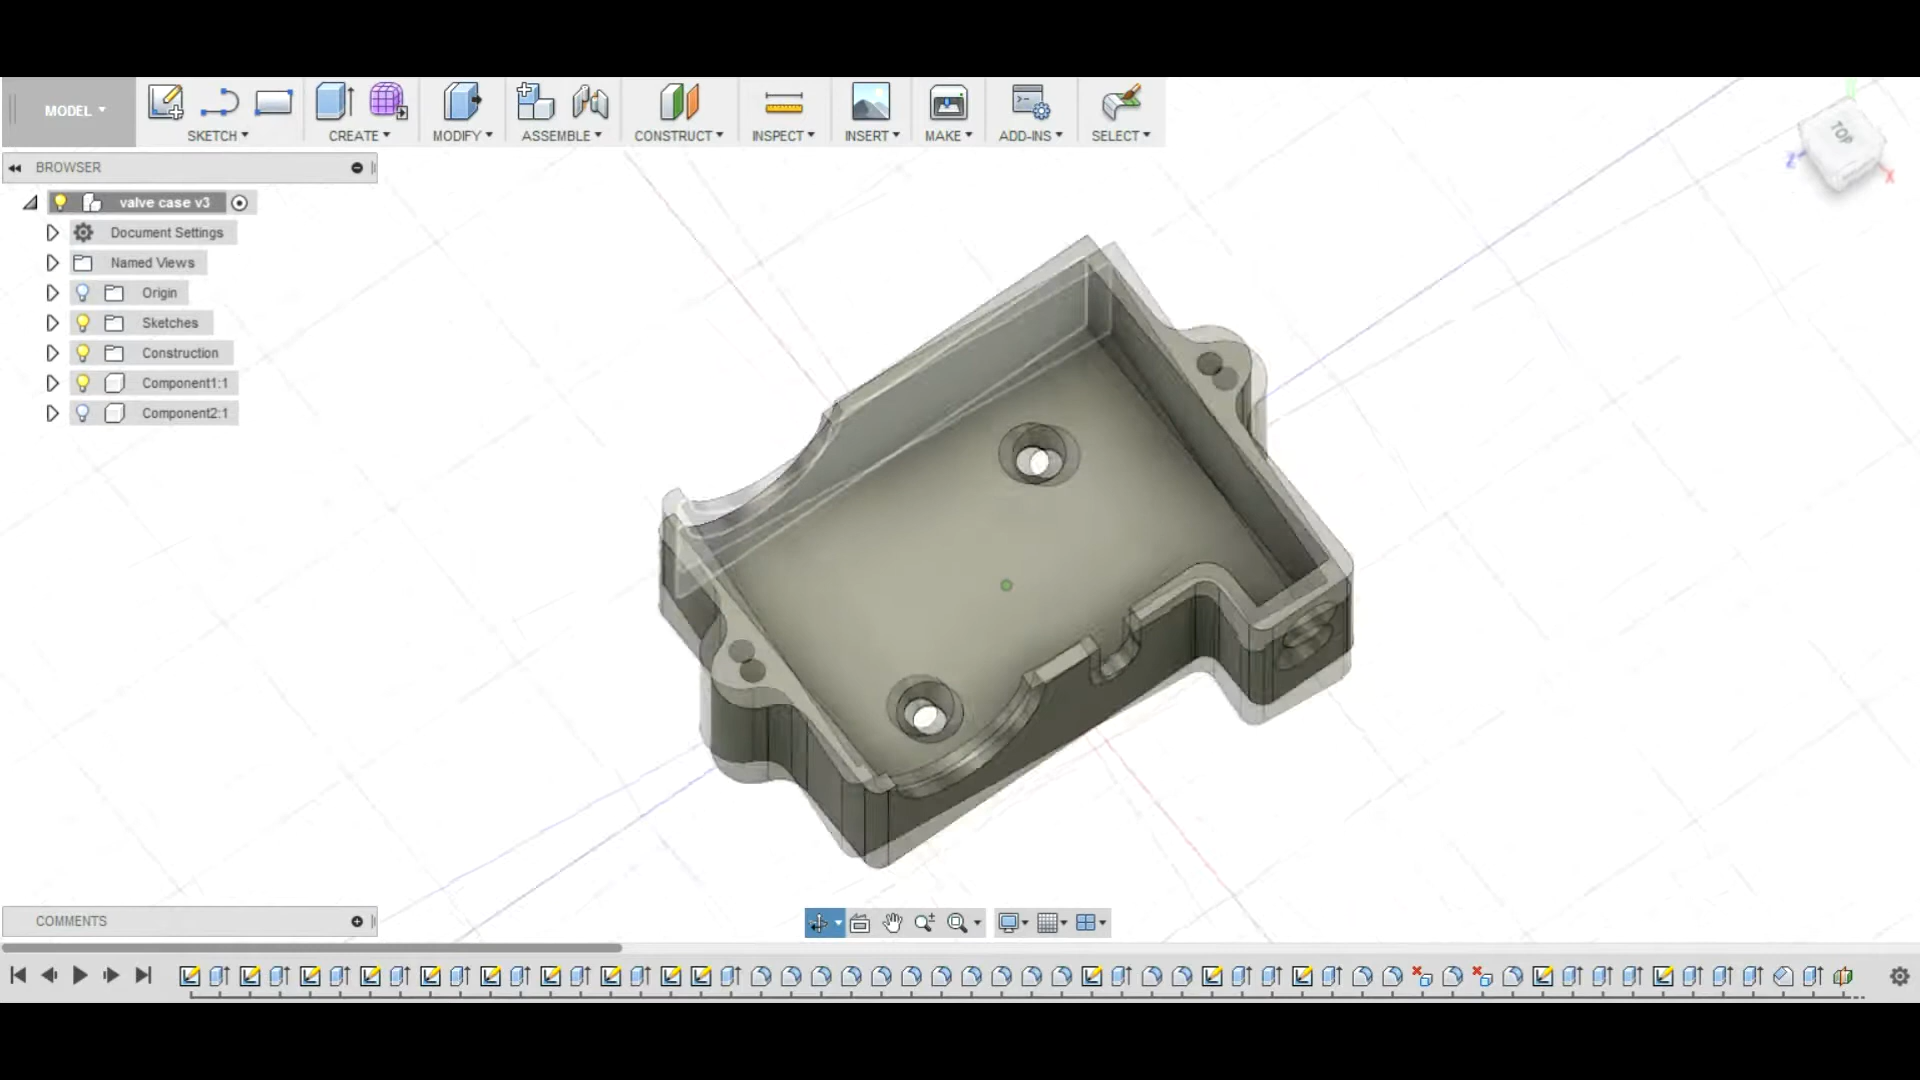 MODEL
SKETCH
CREATE
MODIFY
ASSEMBLE
CONSTRUCT
INSPECT
INSERT
MAKE
ADD-INS
SELECT
TOP
Z
X
BROWSER
valve case v3
Document Settings
Named Views
Origin
Sketches
Construction
Component1:1
Component2:1
COMMENTS